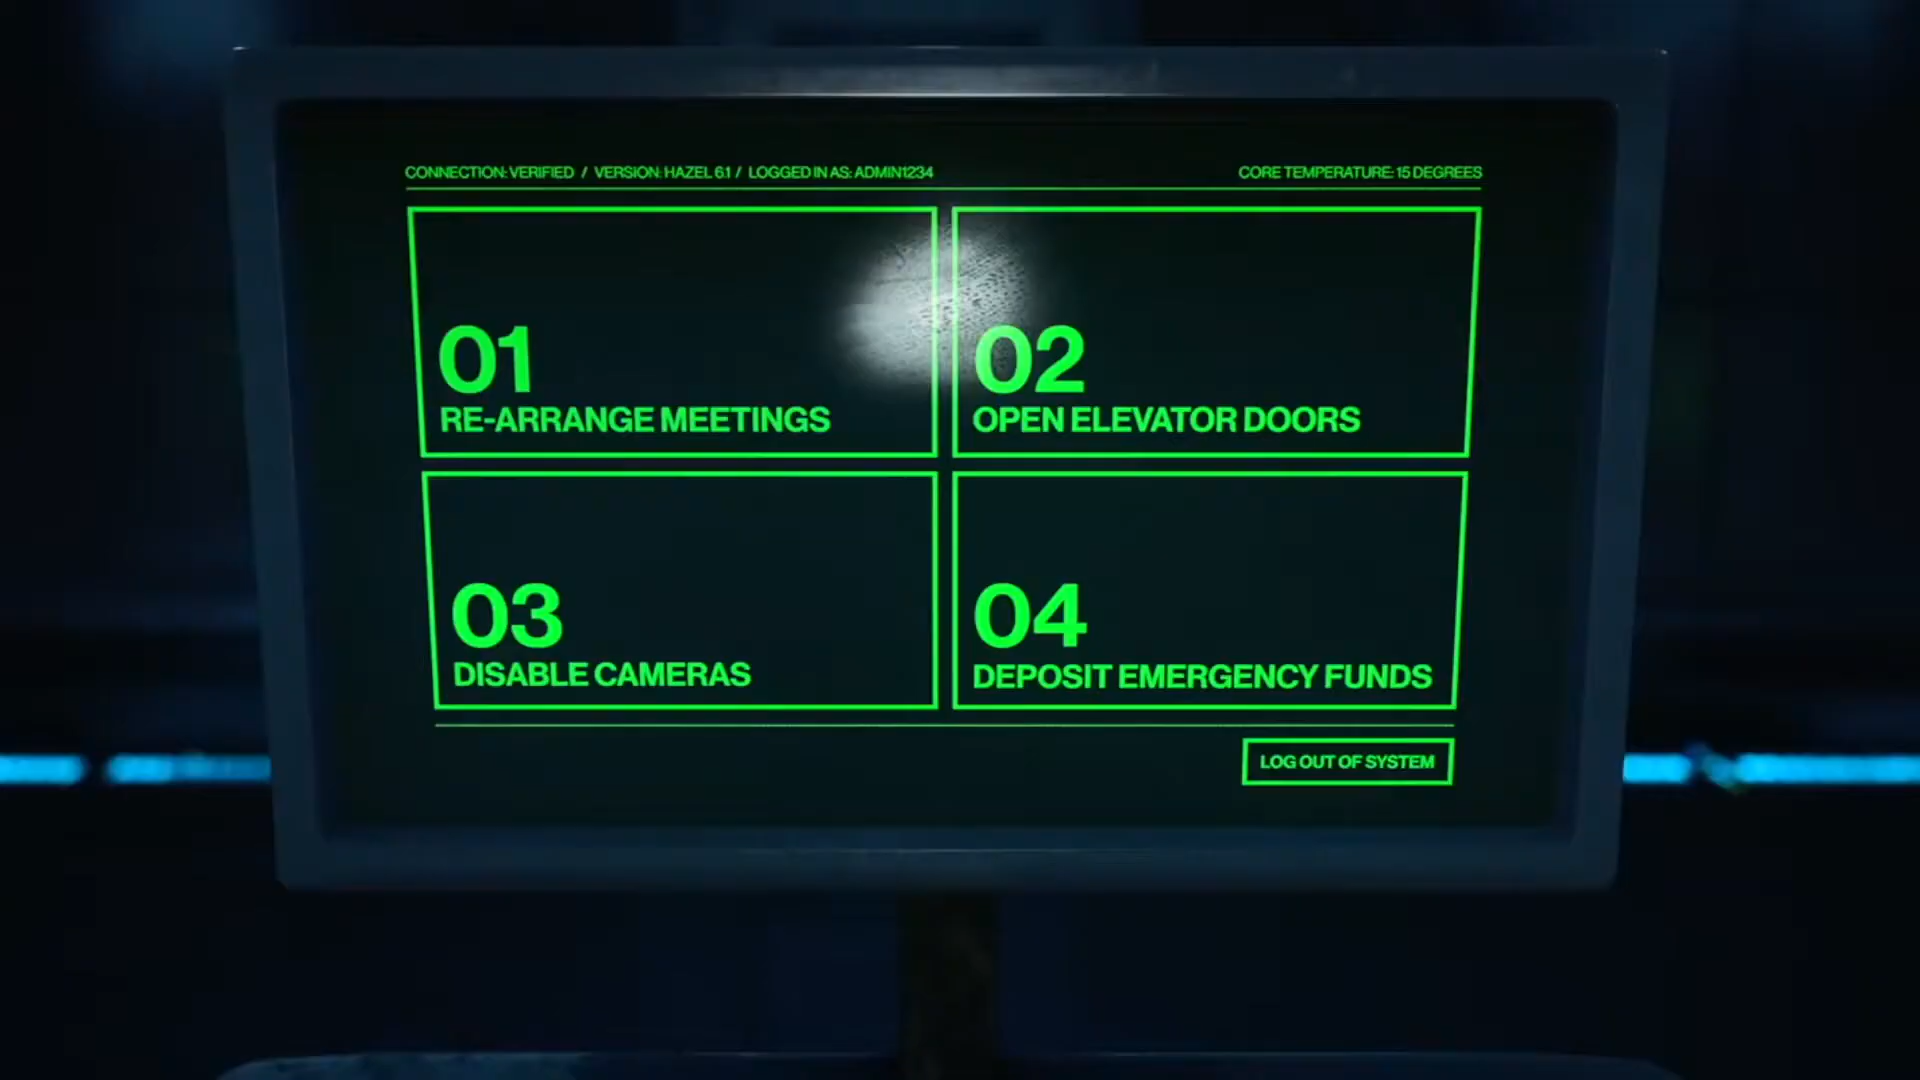 CONNECTION: VERIFIED / VERSION: HAZEL 6.1 / LOGGED IN AS: ADMIN1234
CORE TEMPERATURE: 15 DEGREES
01
RE-ARRANGE MEETINGS
02
OPEN ELEVATOR DOORS
03
DISABLE CAMERAS
04
DEPOSIT EMERGENCY FUNDS
LOG OUT OF SYSTEM